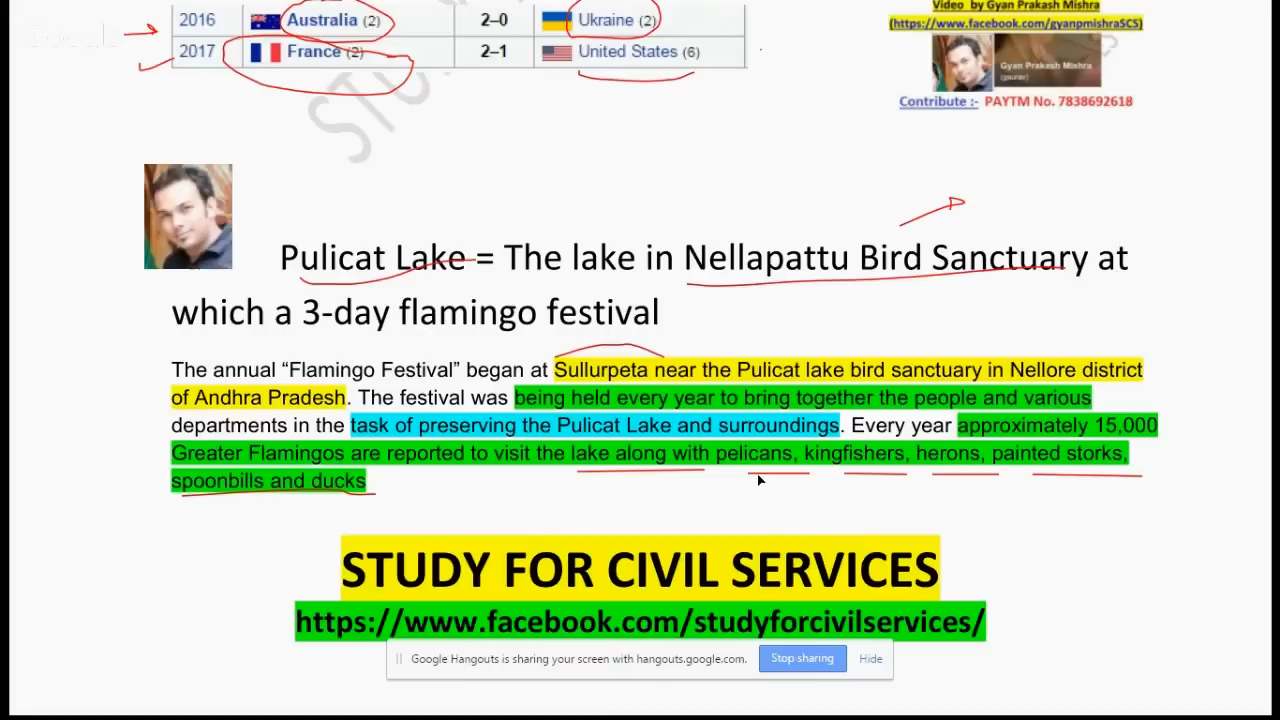 2016 Australia (2) 2–0 Ukraine (2)
2017 France (2) 2–1 United States (6)
Video by Gyan Prakash Mishra
(https://www.facebook.com/gyanpmishraSCS)
Gyan Prakash Mishra
(gaurav)
Contribute :- PAYTM No. 7838692618
Pulicat Lake = The lake in Nellapattu Bird Sanctuary at
which a 3-day flamingo festival
The annual “Flamingo Festival” began at Sullurpeta near the Pulicat lake bird sanctuary in Nellore district
of Andhra Pradesh. The festival was being held every year to bring together the people and various
departments in the task of preserving the Pulicat Lake and surroundings. Every year approximately 15,000
Greater Flamingos are reported to visit the lake along with pelicans, kingfishers, herons, painted storks,
spoonbills and ducks
STUDY FOR CIVIL SERVICES
https://www.facebook.com/studyforcivilservices/
Google Hangouts is sharing your screen with hangouts.google.com. Stop sharing Hide